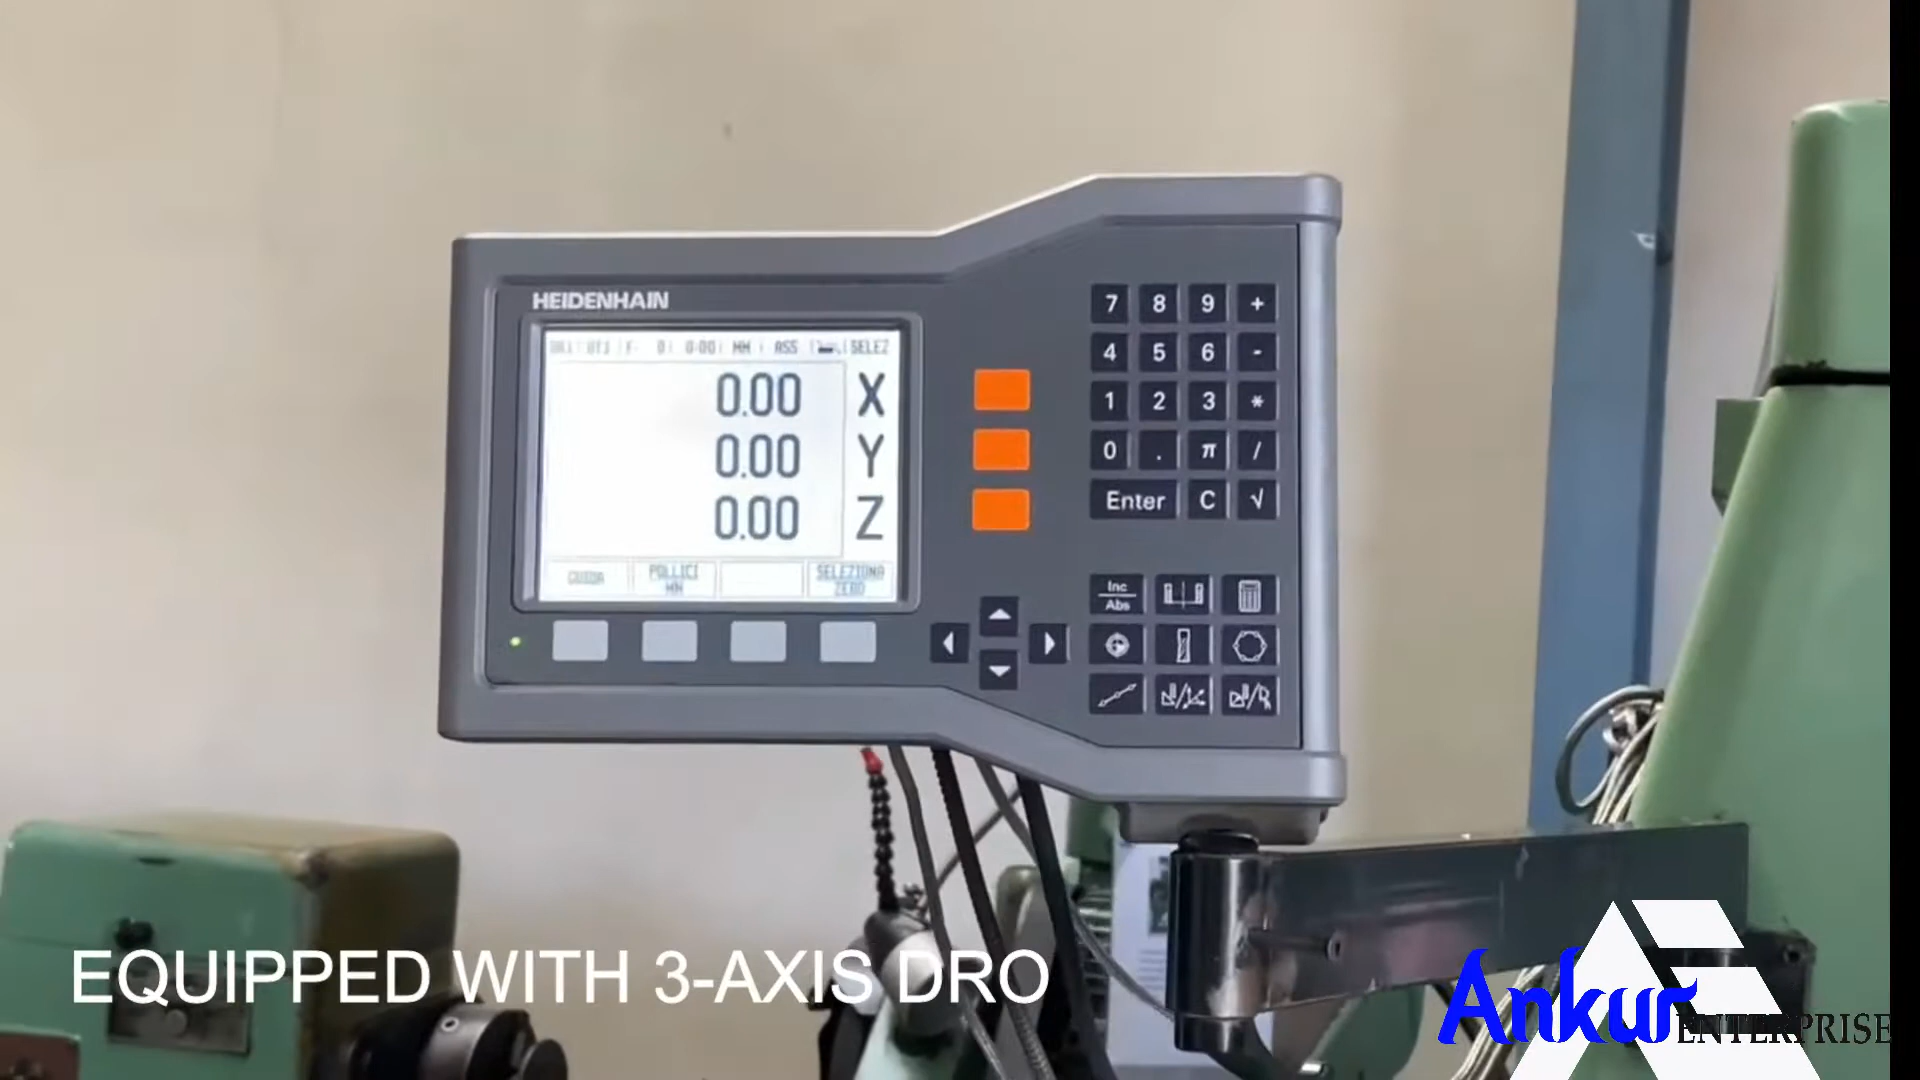 HEIDENHAIN
MM ASS SELEZ
0.00 X
0.00 Y
0.00 Z
GUIDA POLLICI MM SELEZIONA ZERO
7 8 9 +
4 5 6 -
1 2 3 *
0 . π /
Enter C √
Inc
Abs
EQUIPPED WITH 3-AXIS DRO
Ankur ENTERPRISE